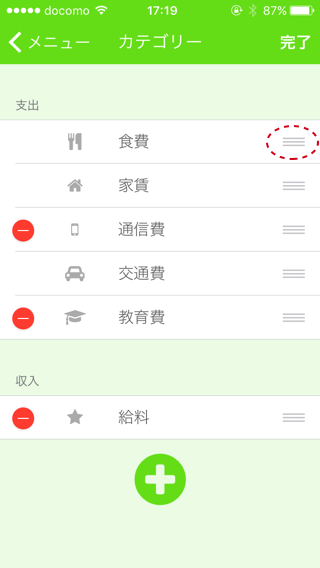 docomo 17:19 87%
メニュー カテゴリー 完了
支出
食費
家賃
通信費
交通費
教育費
収入
給料